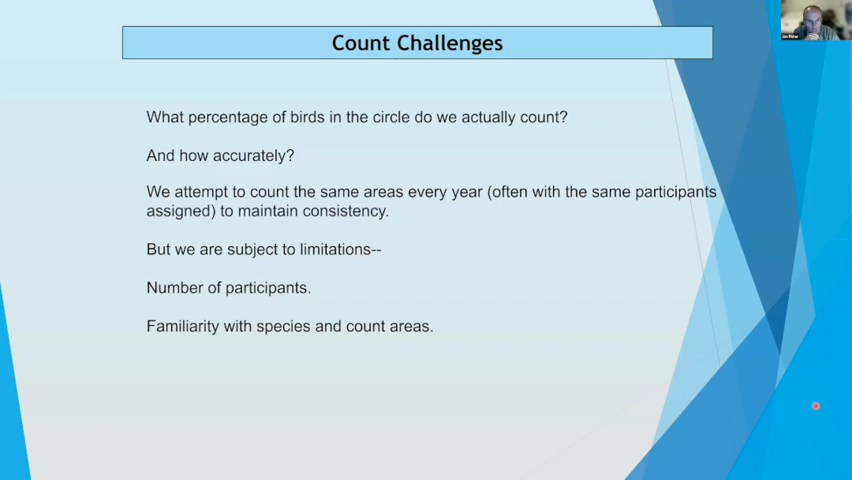 Count Challenges
What percentage of birds in the circle do we actually count?
And how accurately?
We attempt to count the same areas every year (often with the same participants
assigned) to maintain consistency.
But we are subject to limitations--
Number of participants.
Familiarity with species and count areas.